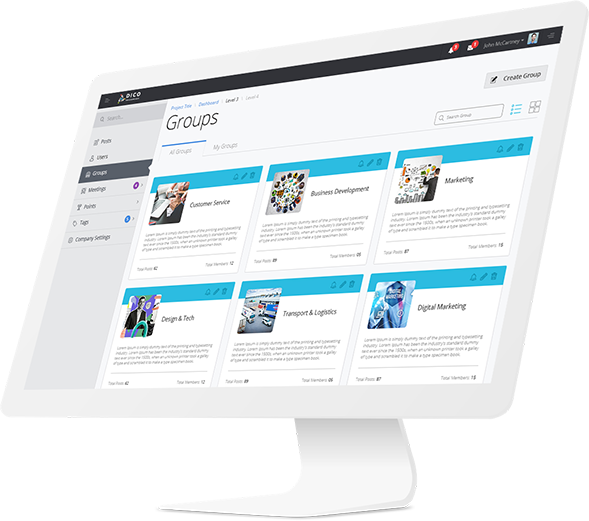 DICO
3
1
John McCartney
Search...
Project Title Dashboard Level 3 Level 4
Create Group
Groups
Search Group
All Groups
My Groups
Posts
Users
Groups
Meetings
Points
Tags
Company Settings
Customer Service
Lorem Ipsum is simply dummy text of the printing and typesetting
industry. Lorem Ipsum has been the industry's standard dummy
text ever since the 1500s, when an unknown printer took a galley
of type and scrambled it to make a type specimen book.
Total Posts: 42
Total Members: 12
Business Development
Lorem Ipsum is simply dummy text of the printing and typesetting
industry. Lorem Ipsum has been the industry's standard dummy
text ever since the 1500s, when an unknown printer took a galley
of type and scrambled it to make a type specimen book.
Total Posts: 89
Total Members: 05
Marketing
Lorem Ipsum is simply dummy text of the printing and typesetting
industry. Lorem Ipsum has been the industry's standard dummy
text ever since the 1500s, when an unknown printer took a galley
of type and scrambled it to make a type specimen book.
Total Posts: 87
Total Members: 15
Design & Tech
Lorem Ipsum is simply dummy text of the printing and typesetting
industry. Lorem Ipsum has been the industry's standard dummy
text ever since the 1500s, when an unknown printer took a galley
of type and scrambled it to make a type specimen book.
Total Posts: 42
Total Members: 12
Transport & Logistics
Lorem Ipsum is simply dummy text of the printing and typesetting
industry. Lorem Ipsum has been the industry's standard dummy
text ever since the 1500s, when an unknown printer took a galley
of type and scrambled it to make a type specimen book.
Total Posts: 89
Total Members: 05
Digital Marketing
Lorem Ipsum is simply dummy text of the printing and typesetting
industry. Lorem Ipsum has been the industry's standard dummy
text ever since the 1500s, when an unknown printer took a galley
of type and scrambled it to make a type specimen book.
Total Posts: 87
Total Members: 15